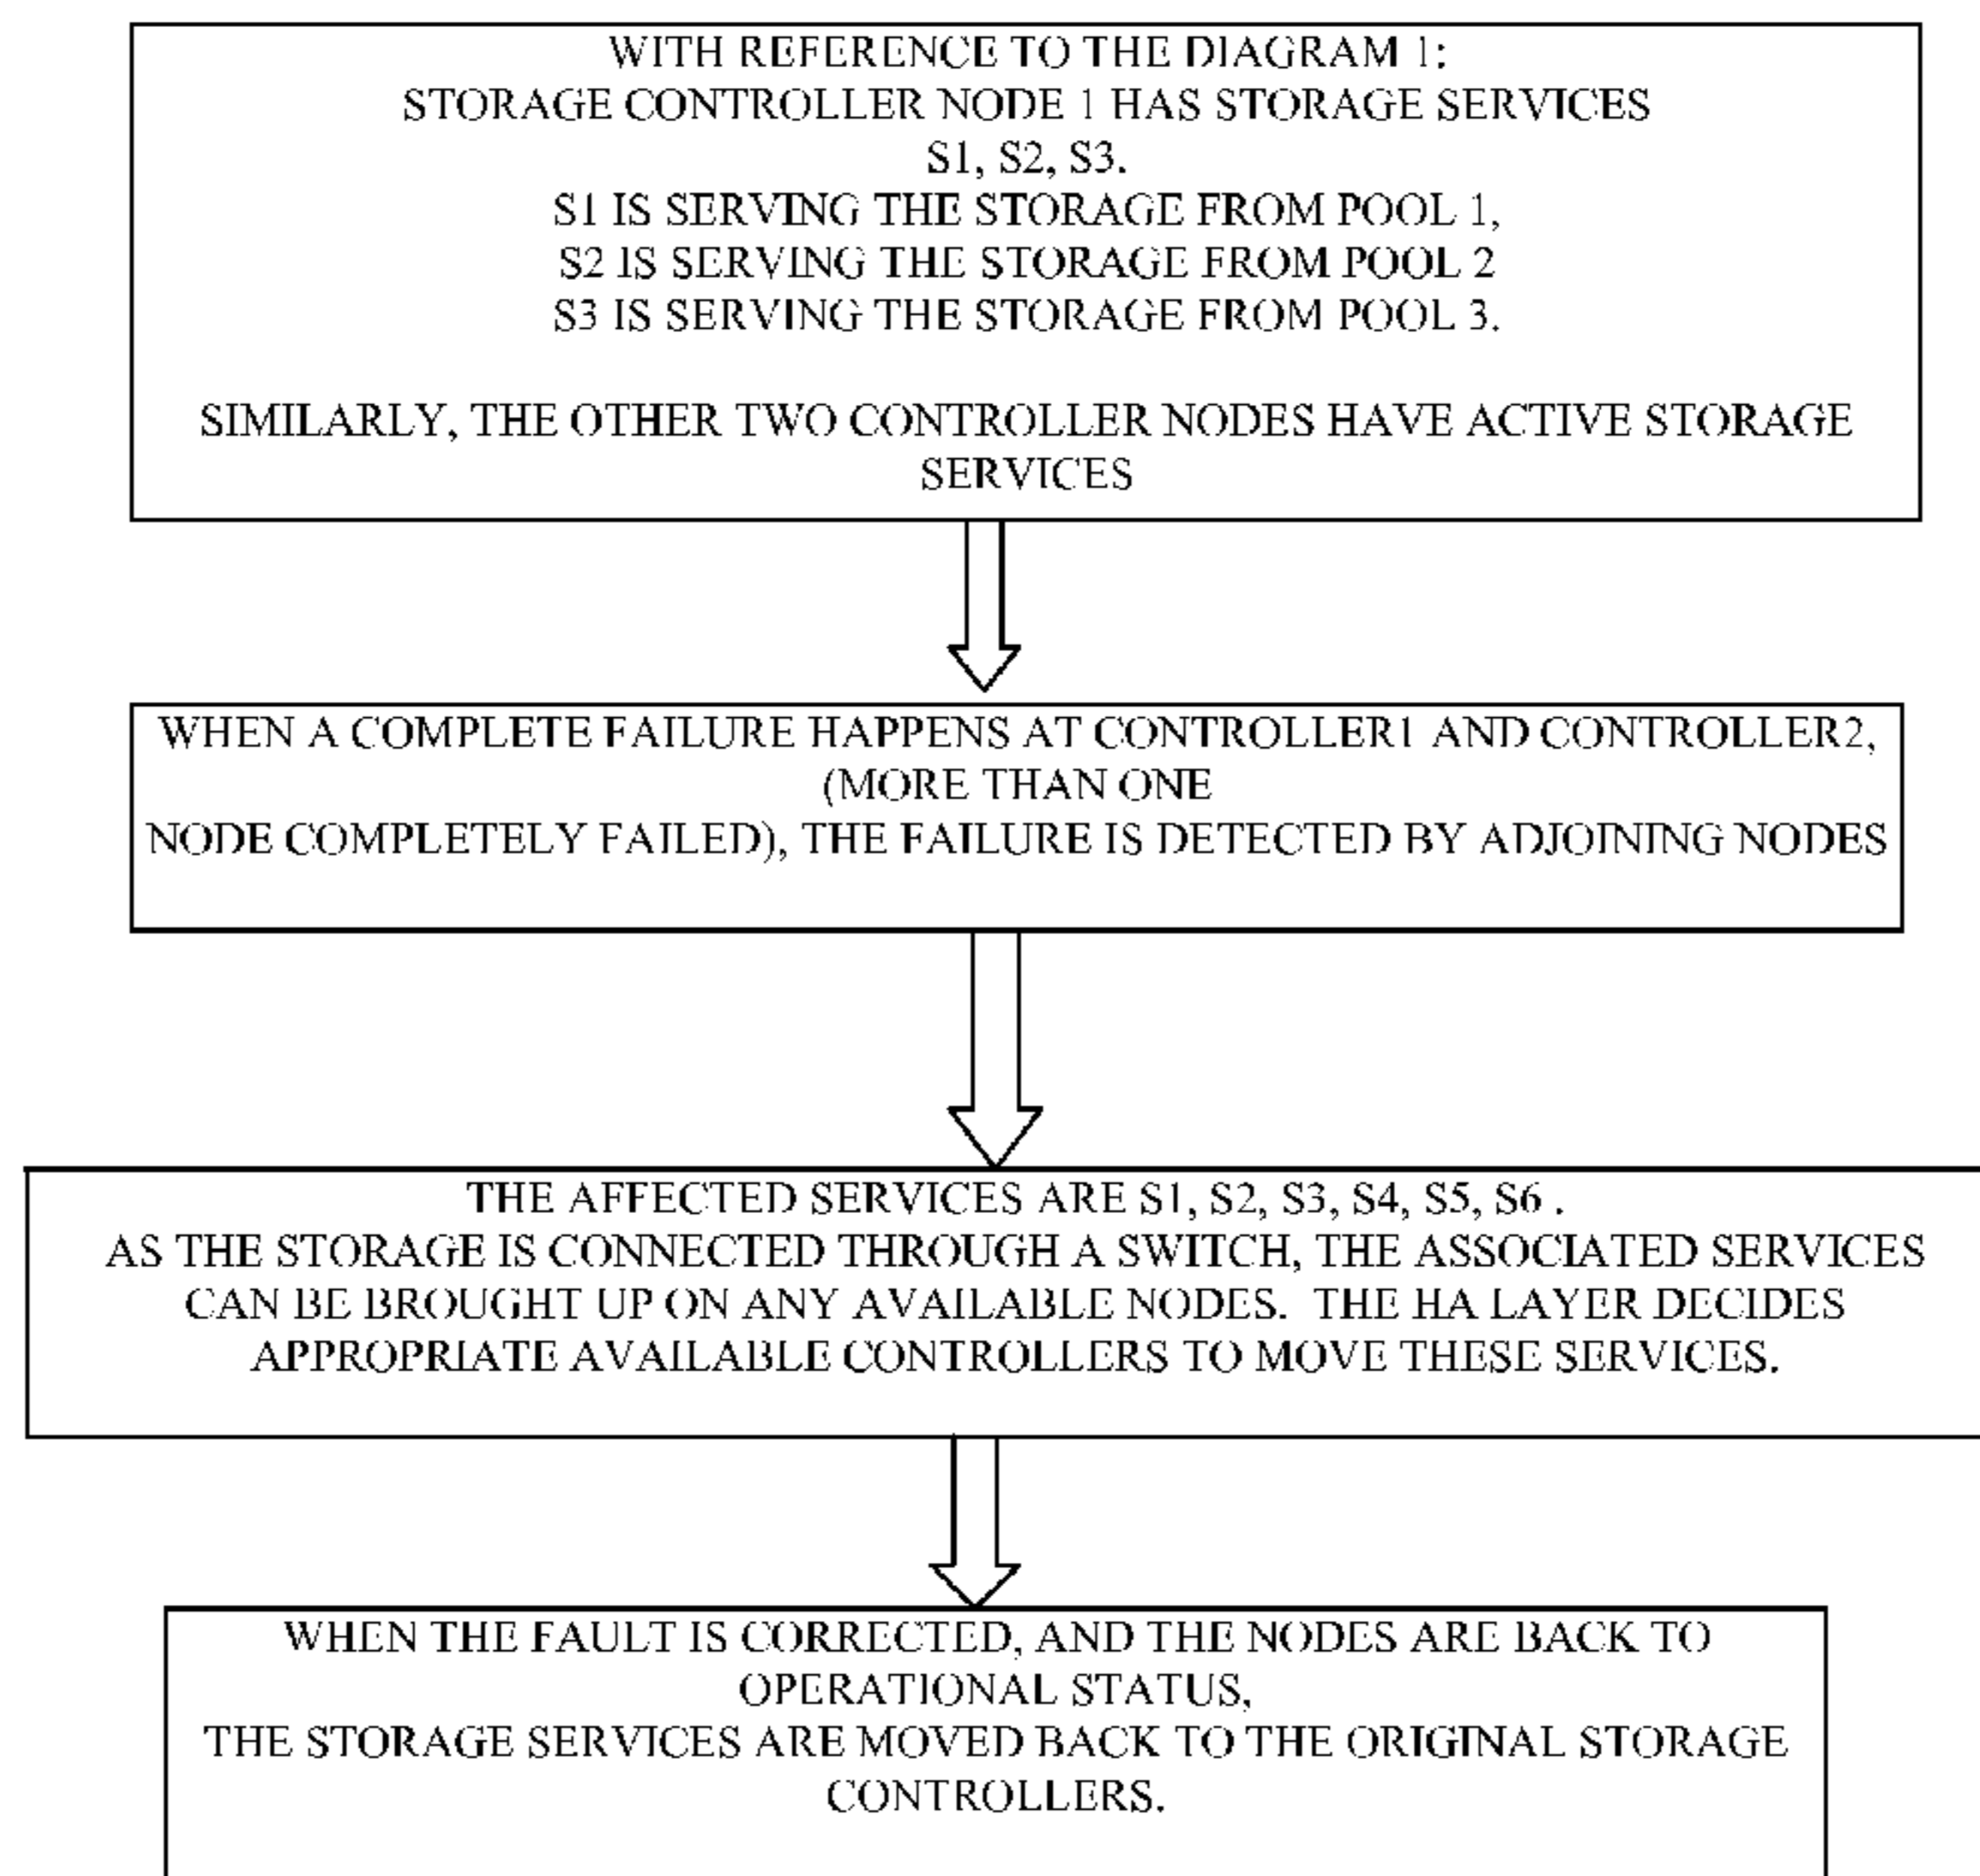 WITH REFERENCE TO THE DIAGRAM 1:
STORAGE CONTROLLER NODE 1 HAS STORAGE SERVICES
S1, S2, S3.
S1 IS SERVING THE STORAGE FROM POOL 1,
S2 IS SERVING THE STORAGE FROM POOL 2
S3 IS SERVING THE STORAGE FROM POOL 3.
SIMILARLY, THE OTHER TWO CONTROLLER NODES HAVE ACTIVE STORAGE
SERVICES
WHEN A COMPLETE FAILURE HAPPENS AT CONTROLLER1 AND CONTROLLER2,
(MORE THAN ONE
NODE COMPLETELY FAILED), THE FAILURE IS DETECTED BY ADJOINING NODES
THE AFFECTED SERVICES ARE S1, S2, S3, S4, S5, S6 .
AS THE STORAGE IS CONNECTED THROUGH A SWITCH, THE ASSOCIATED SERVICES
CAN BE BROUGHT UP ON ANY AVAILABLE NODES. THE HA LAYER DECIDES
APPROPRIATE AVAILABLE CONTROLLERS TO MOVE THESE SERVICES.
WHEN THE FAULT IS CORRECTED, AND THE NODES ARE BACK TO
OPERATIONAL STATUS,
THE STORAGE SERVICES ARE MOVED BACK TO THE ORIGINAL STORAGE
CONTROLLERS.